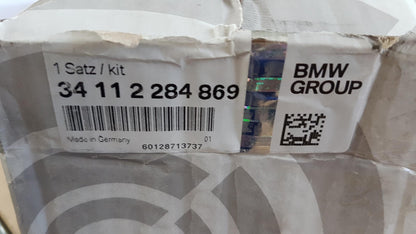 1 Satz / kit
34 11 2 284 869
Made in Germany 01
60128713737
BMW
GROUP